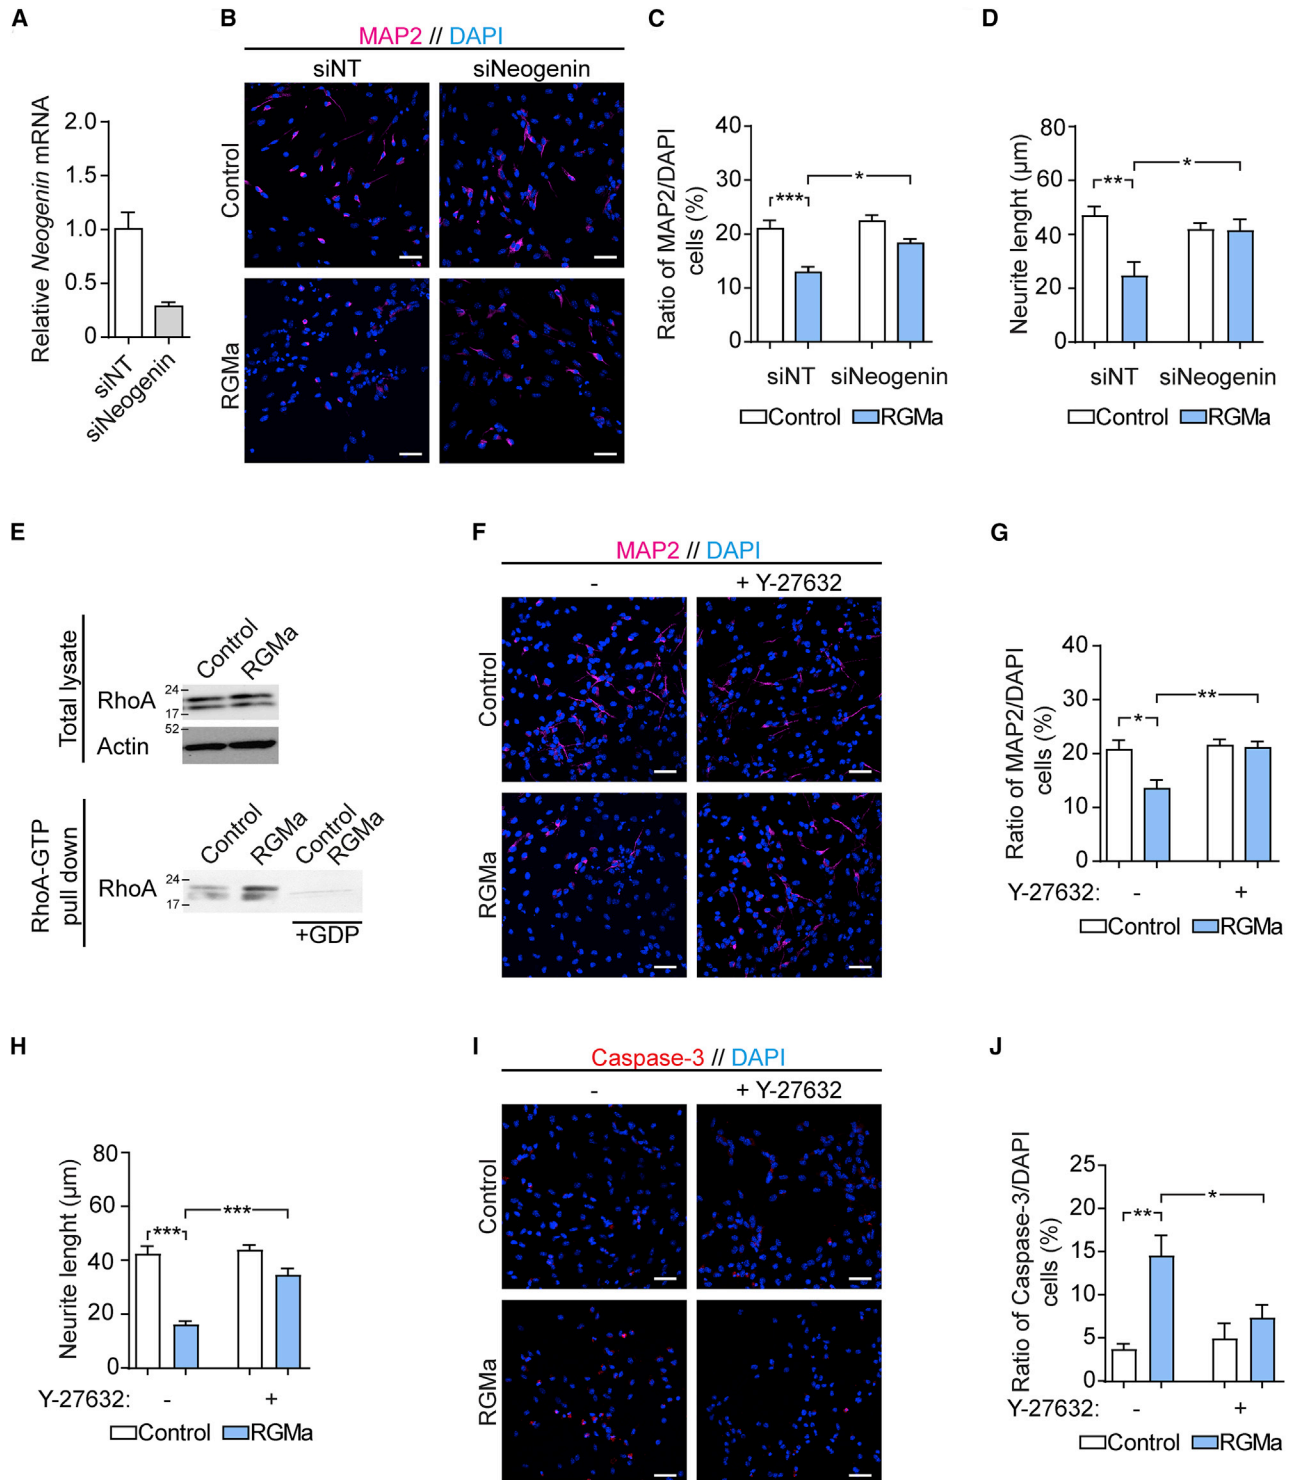 A
Relative Neogenin mRNA
2.0
1.5
1.0
0.5
0
siNT
siNeogenin
B
MAP2 // DAPI
siNT siNeogenin
Control
RGMa
C
Ratio of MAP2/DAPI
cells (%)
40
30
20
10
0
***
*
siNT siNeogenin
Control RGMa
D
Neurite lenght (µm)
80
60
40
20
0
**
*
siNT siNeogenin
Control RGMa
E
Total lysate
Control RGMa
RhoA
24
17
52
Actin
RhoA-GTP
pull down
Control RGMa Control RGMa
RhoA
24
17
+GDP
F
MAP2 // DAPI
- + Y-27632
Control
RGMa
G
Ratio of MAP2/DAPI
cells (%)
40
30
20
10
0
*
**
Y-27632: - +
Control RGMa
H
Neurite lenght (µm)
80
60
40
20
0
***
***
Y-27632: - +
Control RGMa
I
Caspase-3 // DAPI
- + Y-27632
Control
RGMa
J
Ratio of Caspase-3/DAPI
cells (%)
25
20
15
10
5
0
**
*
Y-27632: - +
Control RGMa